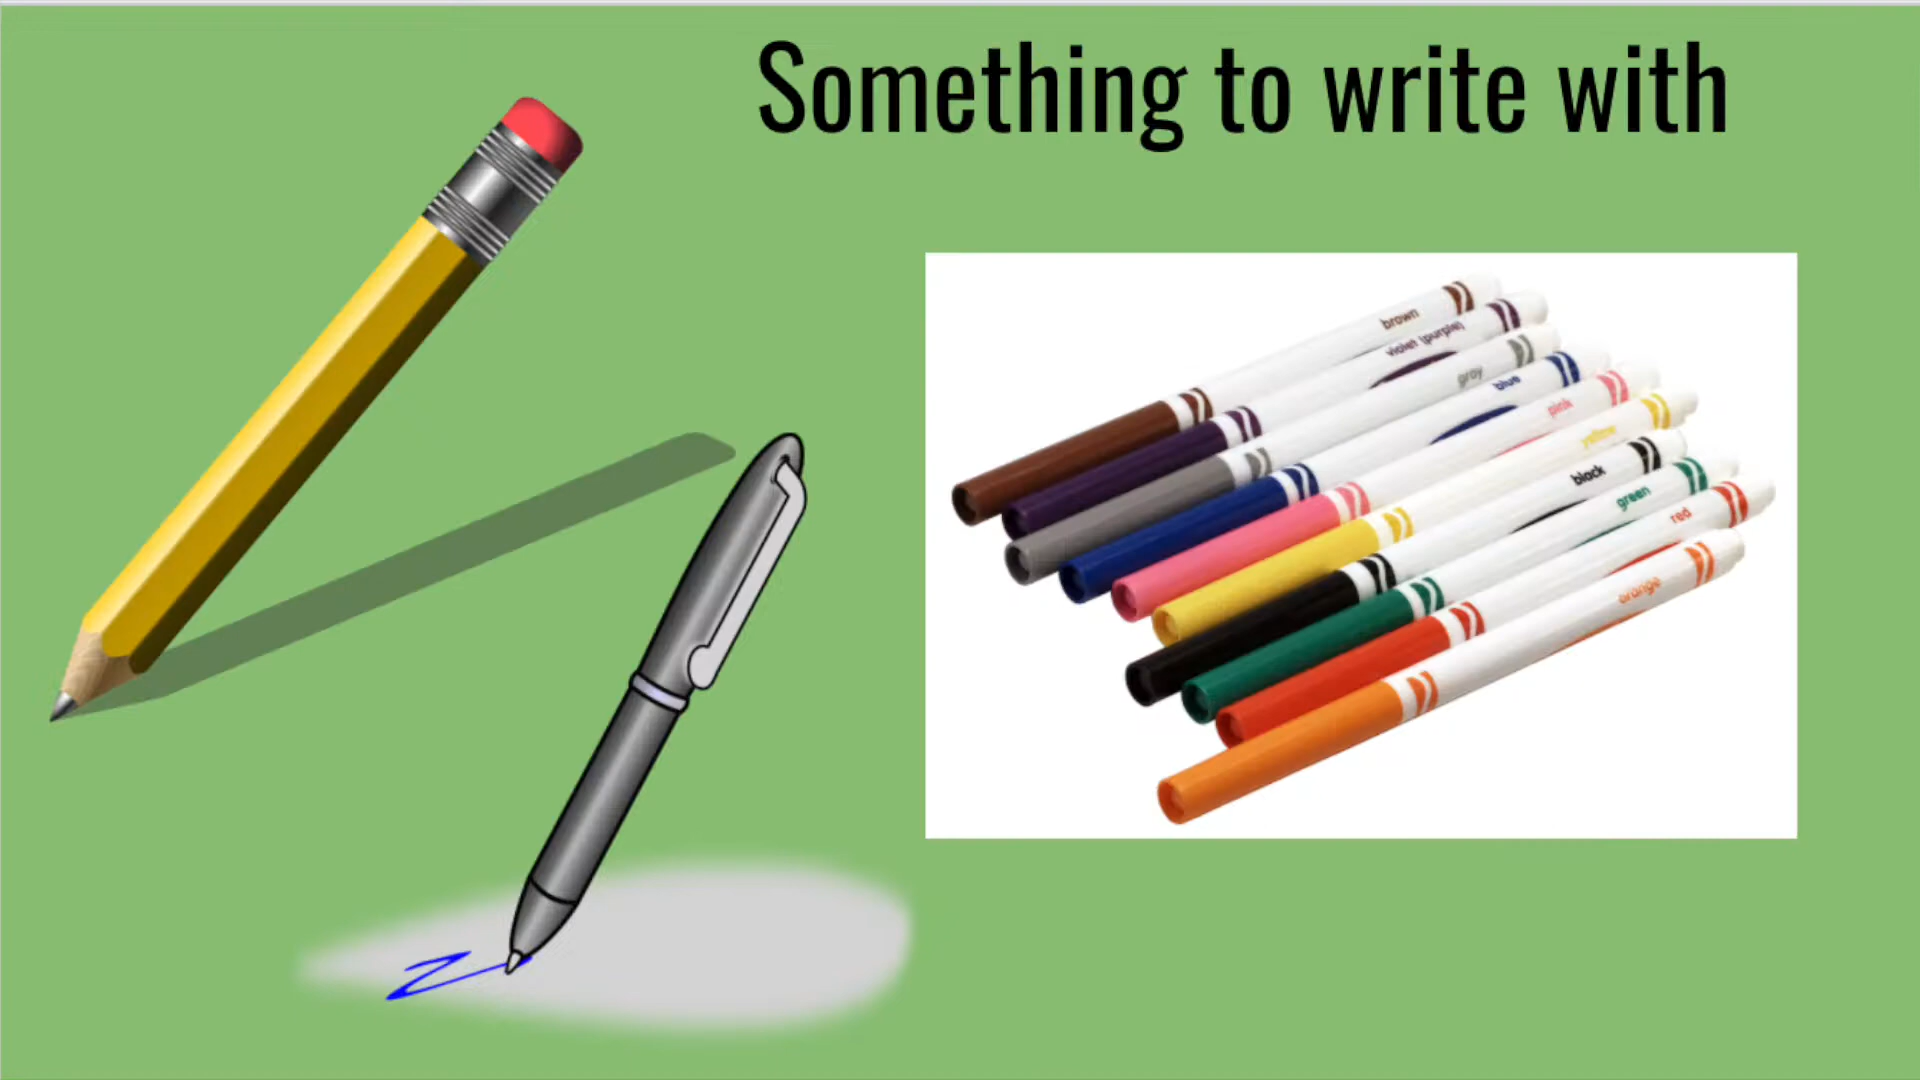 Something to write with
brown
violet (purple)
gray
blue
pink
yellow
black
green
red
orange